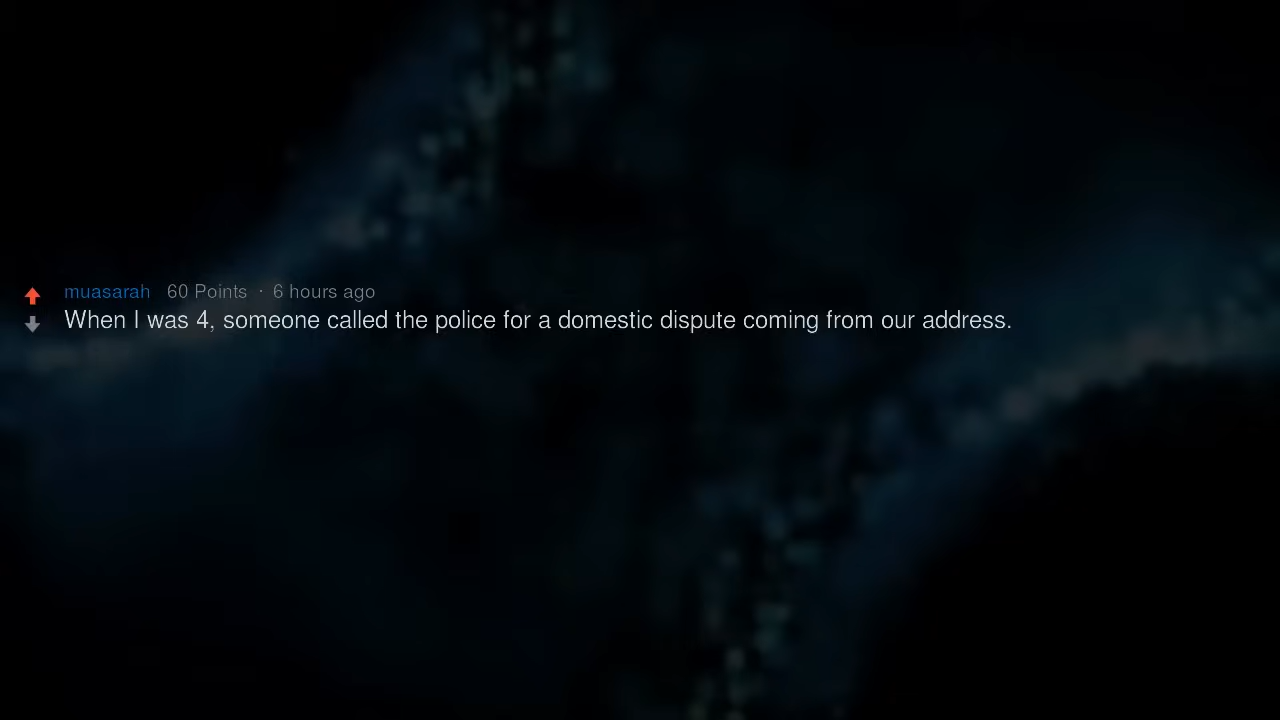 muasarah 60 Points · 6 hours ago
When I was 4, someone called the police for a domestic dispute coming from our address.